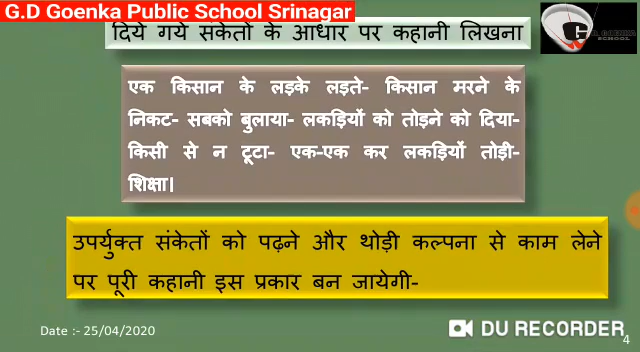 G.D Goenka Public School Srinagar
दिये गये संकेतों के आधार पर कहानी लिखना
SCHOOL
एक किसान के लड़के लड़ते- किसान मरने के
निकट- सबको बुलाया- लकड़ियों को तोड़ने को दिया-
किसी से न टूटा- एक-एक कर लकड़ियों तोड़ी-
शिक्षा।
उपर्युक्त संकेतों को पढ़ने और थोड़ी कल्पना से काम लेने
पर पूरी कहानी इस प्रकार बन जायेगी-
Date :- 25/04/2020
DU RECORDER
4